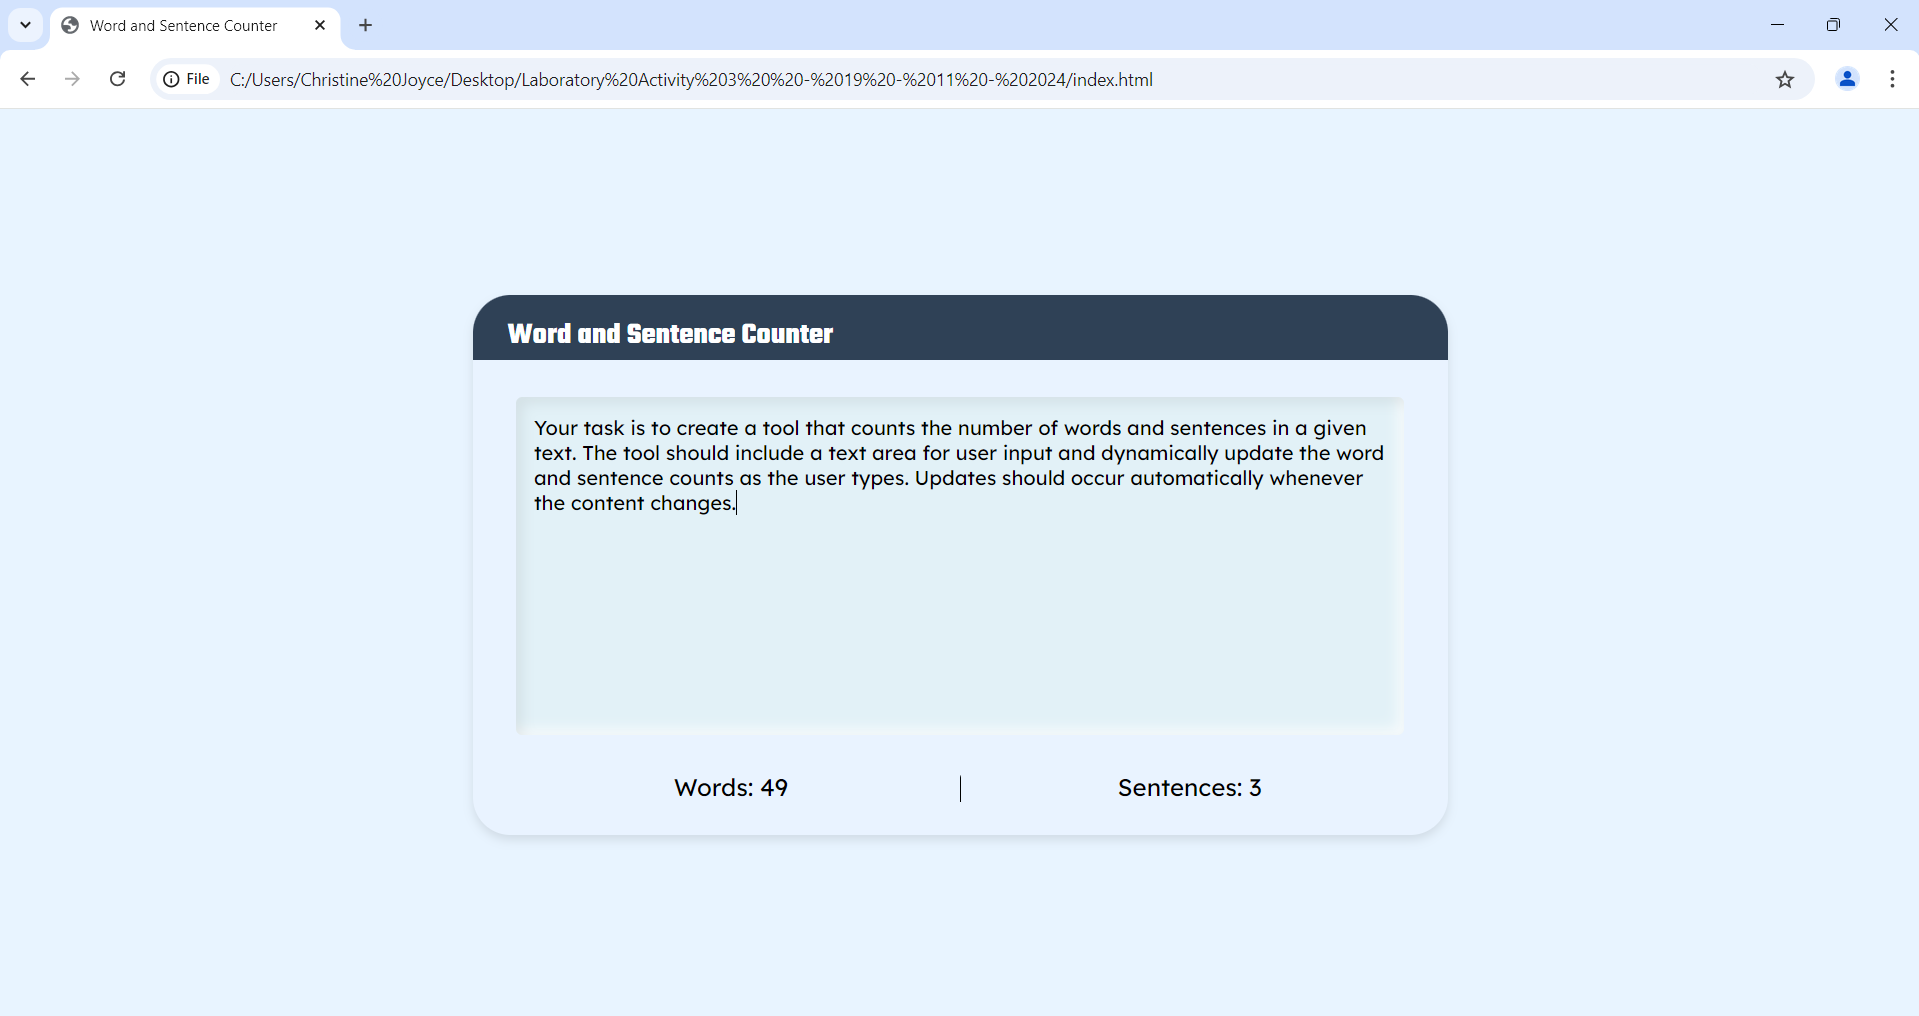 Word and Sentence Counter
File
C:/Users/Christine%20Joyce/Desktop/Laboratory%20Activity%203%20%20-%2019%20-%2011%20-%202024/index.html
Word and Sentence Counter
Your task is to create a tool that counts the number of words and sentences in a given
text. The tool should include a text area for user input and dynamically update the word
and sentence counts as the user types. Updates should occur automatically whenever
the content changes.
Words: 49
Sentences: 3